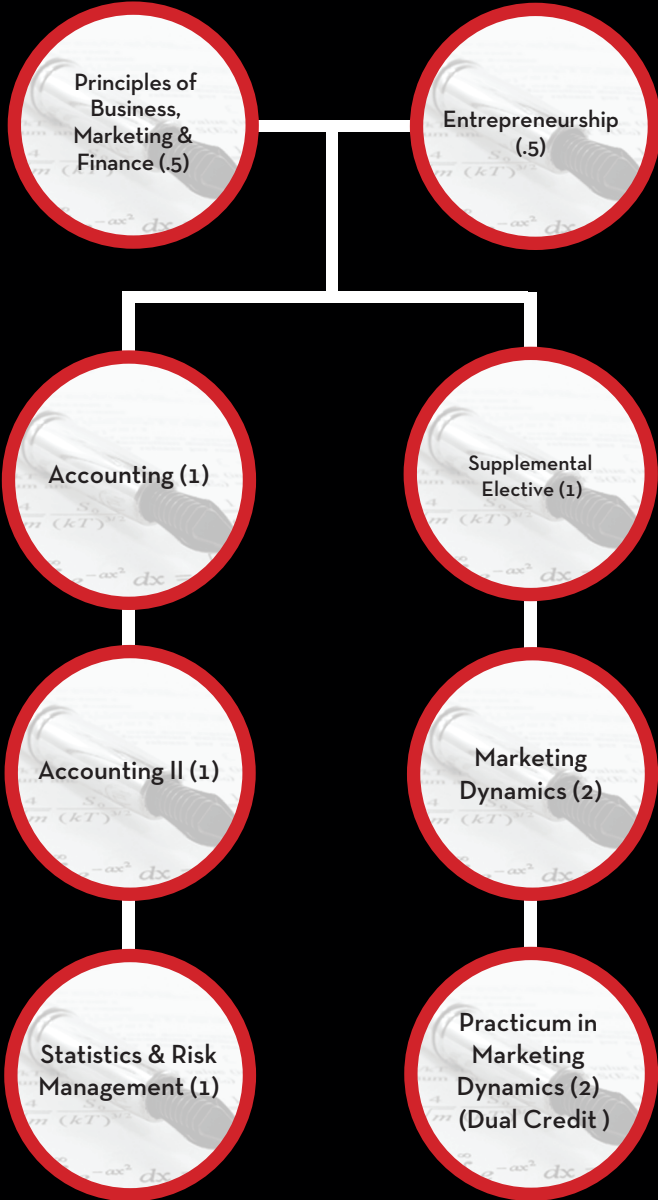 Principles of
Business,
Marketing &
Finance (.5)
Entrepreneurship
(.5)
Accounting (1)
Supplemental
Elective (1)
Accounting II (1)
Marketing
Dynamics (2)
Statistics & Risk
Management (1)
Practicum in
Marketing
Dynamics (2)
(Dual Credit )